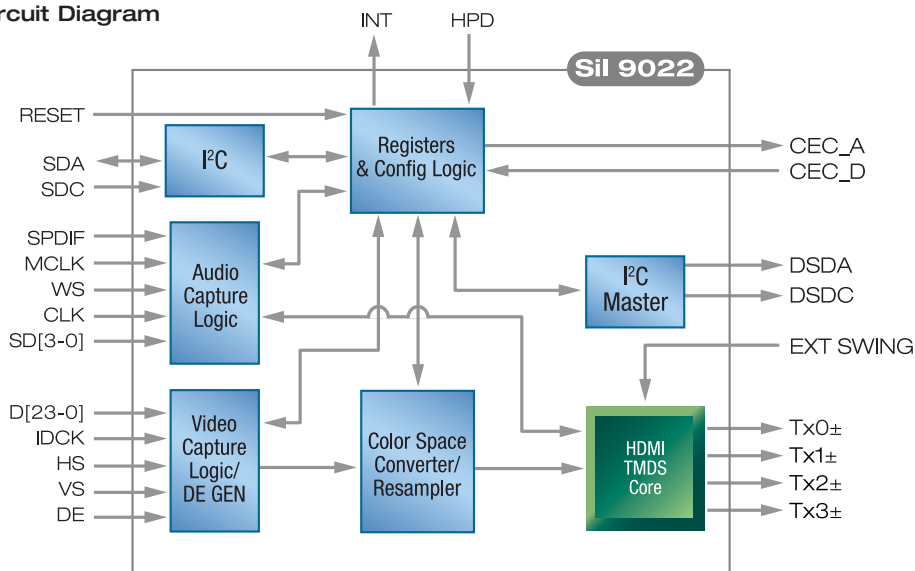 rcuit Diagram
INT
HPD
SiI 9022
RESET
SDA
SDC
I²C
Registers
& Config Logic
CEC_A
CEC_D
SPDIF
MCLK
WS
CLK
SD[3-0]
Audio
Capture
Logic
I²C
Master
DSDA
DSDC
EXT SWING
D[23-0]
IDCK
HS
VS
DE
Video
Capture
Logic/
DE GEN
Color Space
Converter/
Resampler
HDMI
TMDS
Core
Tx0±
Tx1±
Tx2±
Tx3±